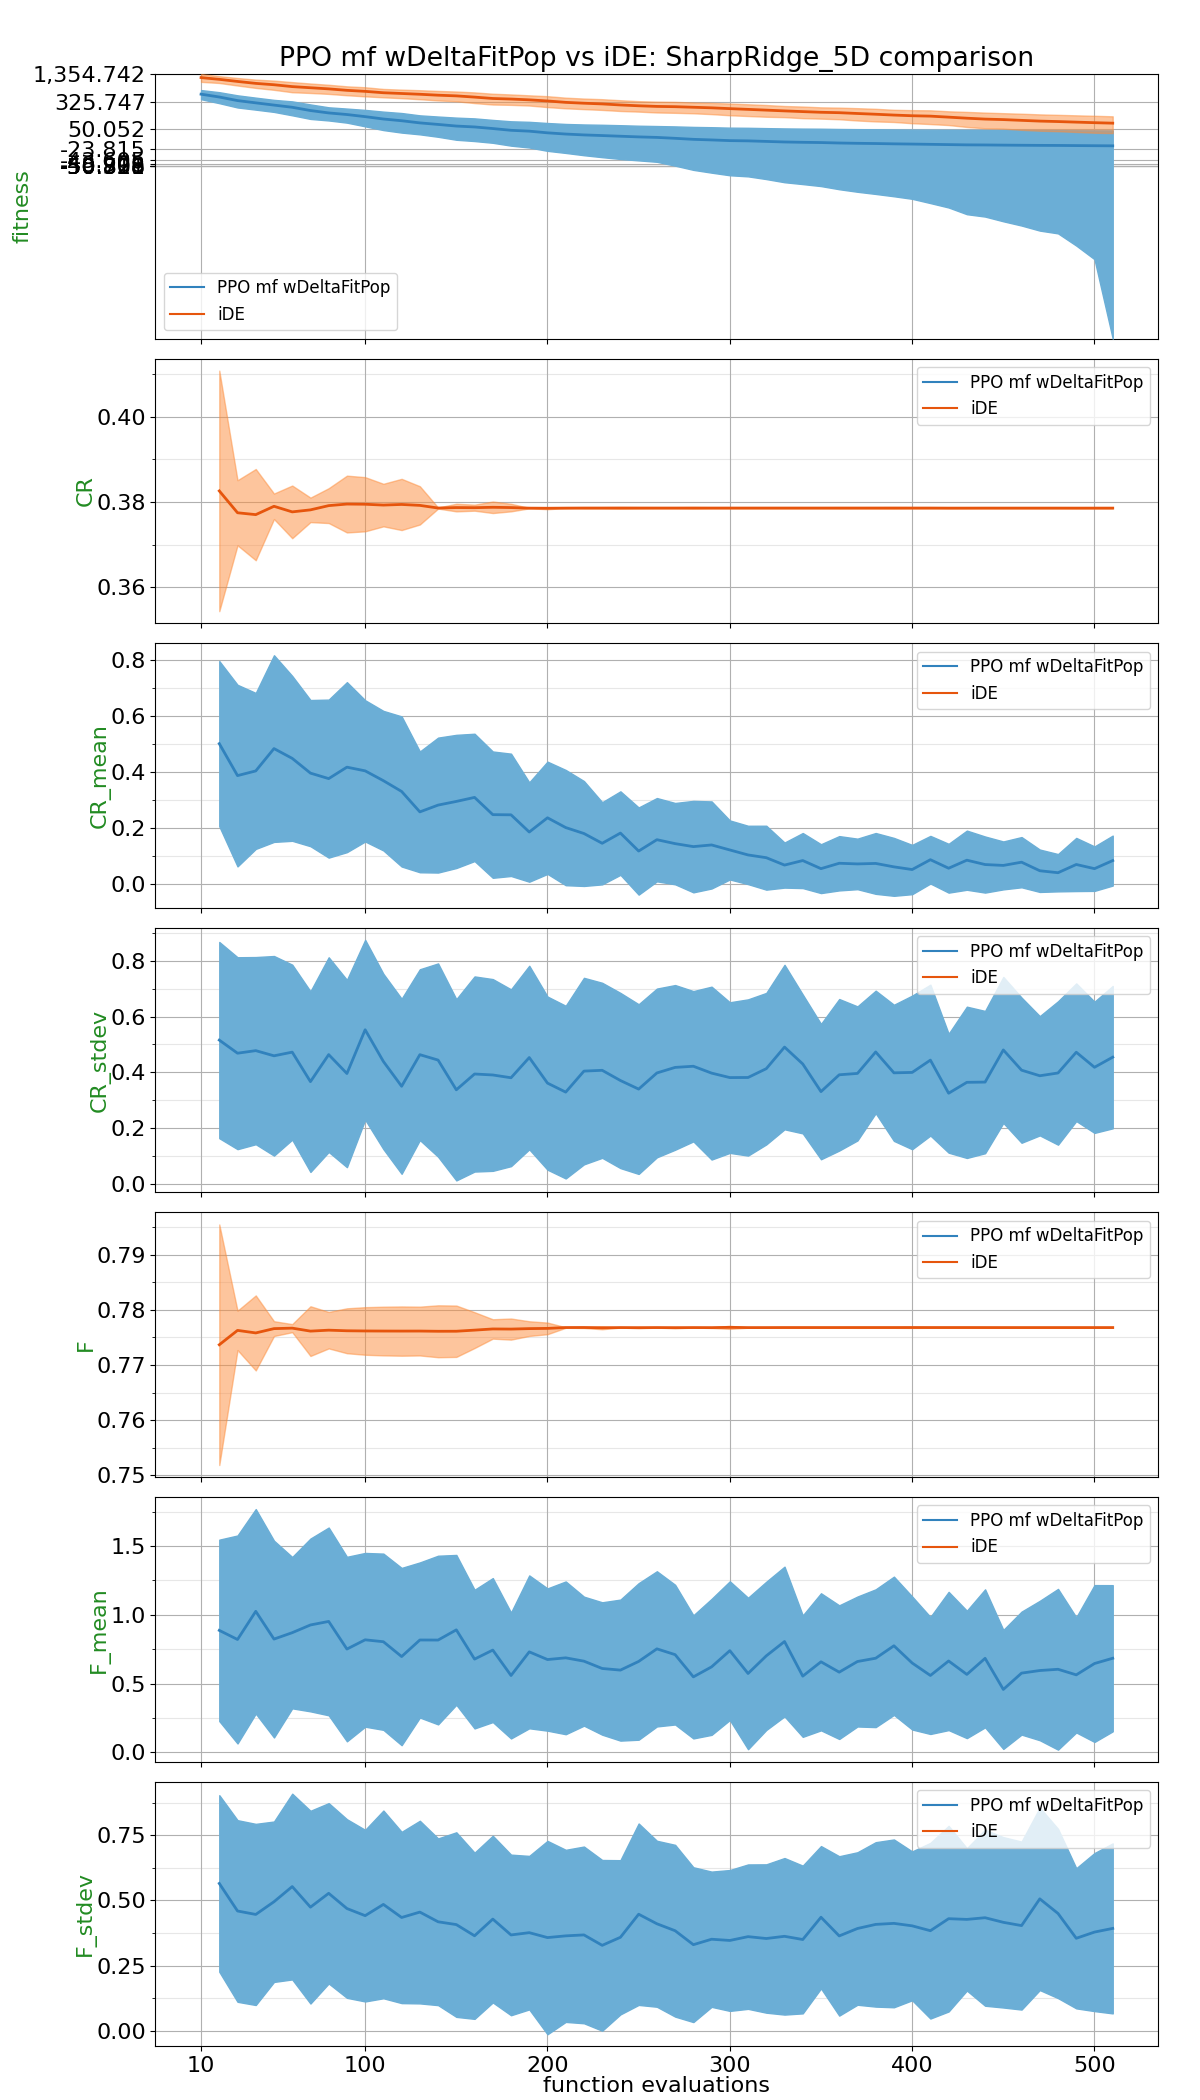 PPO mf wDeltaFitPop vs iDE: SharpRidge_5D comparison
1,354.742
325.747
50.052
-23.815
fitness
PPO mf wDeltaFitPop
iDE
0.40
0.38
0.36
CR
PPO mf wDeltaFitPop
iDE
0.8
0.6
0.4
0.2
0.0
CR_mean
PPO mf wDeltaFitPop
iDE
0.8
0.6
0.4
0.2
0.0
CR_stdev
PPO mf wDeltaFitPop
iDE
0.79
0.78
0.77
0.76
0.75
F
PPO mf wDeltaFitPop
iDE
1.5
1.0
0.5
0.0
F_mean
PPO mf wDeltaFitPop
iDE
0.75
0.50
0.25
0.00
F_stdev
PPO mf wDeltaFitPop
iDE
10 100 200 300 400 500
function evaluations